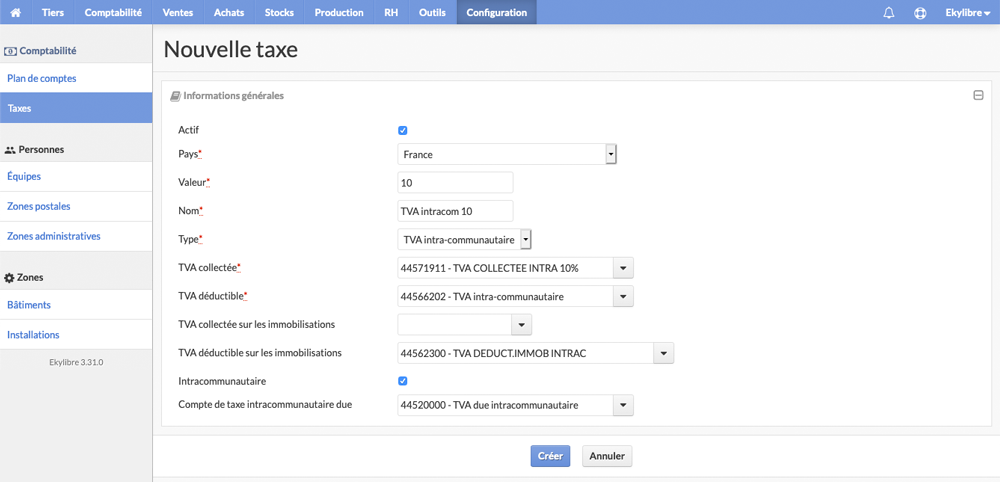 Tiers Comptabilité Ventes Achats Stocks Production RH Outils Configuration Ekylibre
Comptabilité
Plan de comptes
Taxes
Personnes
Équipes
Zones postales
Zones administratives
Zones
Bâtiments
Installations
Ekylibre 3.31.0
Nouvelle taxe
Informations générales
Actif
Pays* France
Valeur* 10
Nom* TVA intracom 10
Type* TVA intra-communautaire
TVA collectée* 44571911 - TVA COLLECTEE INTRA 10%
TVA déductible* 44566202 - TVA intra-communautaire
TVA collectée sur les immobilisations
TVA déductible sur les immobilisations 44562300 - TVA DEDUCT.IMMOB INTRAC
Intracommunautaire
Compte de taxe intracommunautaire due 44520000 - TVA due intracommunautaire
Créer Annuler